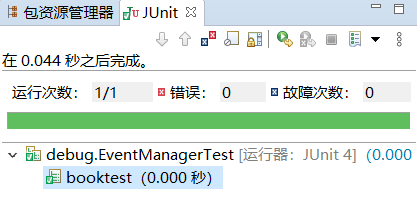 包资源管理器 JUnit
在 0.044 秒之后完成。
运行次数: 1/1 错误: 0 故障次数: 0
debug.EventManagerTest [运行器: JUnit 4] (0.000
booktest (0.000 秒)